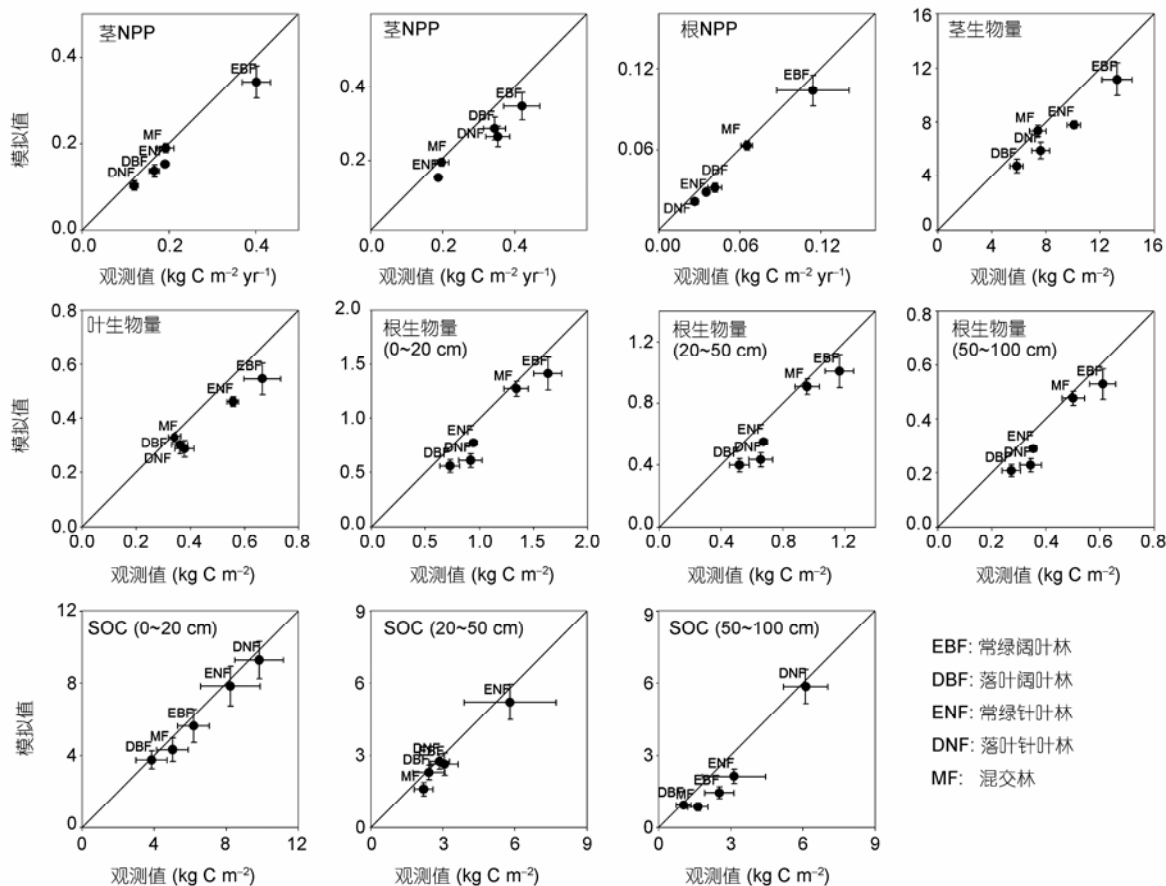 茎NPP
EBF
MF
ENF
DBF
DNF
模拟值
0.4
0.2
0.0
0.0
0.2
0.4
观测值 (kg C m⁻² yr⁻¹)
茎NPP
EBF
DBF
DNF
MF
ENF
0.4
0.2
0.0
0.2
0.4
观测值 (kg C m⁻² yr⁻¹)
根NPP
EBF
MF
DBF
ENF
DNF
0.12
0.06
0.00
0.06
0.12
观测值 (kg C m⁻² yr⁻¹)
茎生物量
EBF
ENF
MF
DNF
DBF
16
12
8
4
0
0
4
8
12
16
观测值 (kg C m⁻²)
叶生物量
EBF
ENF
MF
DBF
DNF
模拟值
0.8
0.6
0.4
0.2
0.0
0.0
0.2
0.4
0.6
0.8
观测值 (kg C m⁻²)
根生物量
(0~20 cm)
EBF
MF
ENF
DBF
DNF
2.0
1.5
1.0
0.5
0.0
0.0
0.5
1.0
1.5
2.0
观测值 (kg C m⁻²)
根生物量
(20~50 cm)
EBF
MF
ENF
DBF
DNF
1.2
0.8
0.4
0.0
0.0
0.4
0.8
1.2
观测值 (kg C m⁻²)
根生物量
(50~100 cm)
EBF
MF
ENF
DBF
DNF
0.8
0.6
0.4
0.2
0.0
0.0
0.2
0.4
0.6
0.8
观测值 (kg C m⁻²)
SOC (0~20 cm)
DNF
ENF
EBF
MF
DBF
模拟值
12
8
4
0
0
4
8
12
观测值 (kg C m⁻²)
SOC (20~50 cm)
ENF
DNF
EBF
DBF
MF
9
6
3
0
0
3
6
9
观测值 (kg C m⁻²)
SOC (50~100 cm)
DNF
ENF
EBF
DBF
MF
9
6
3
0
0
3
6
9
观测值 (kg C m⁻²)
EBF: 常绿阔叶林
DBF: 落叶阔叶林
ENF: 常绿针叶林
DNF: 落叶针叶林
MF: 混交林